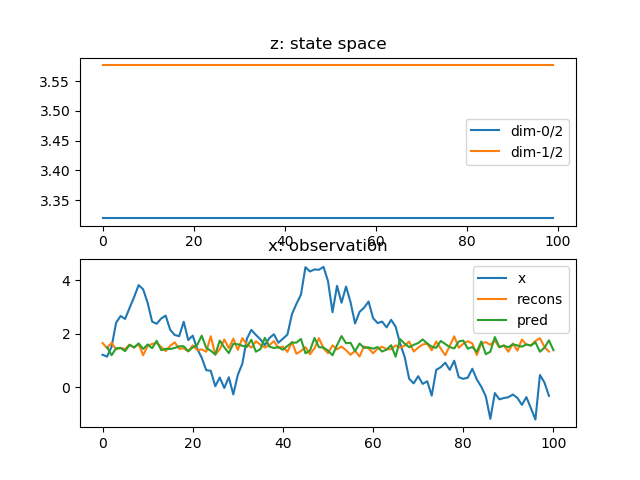 z: state space
3.55
3.50
3.45
3.40
3.35
dim-0/2
dim-1/2
0 20 40 60 80 100
x: observation
4
2
0
x
recons
pred
0 20 40 60 80 100